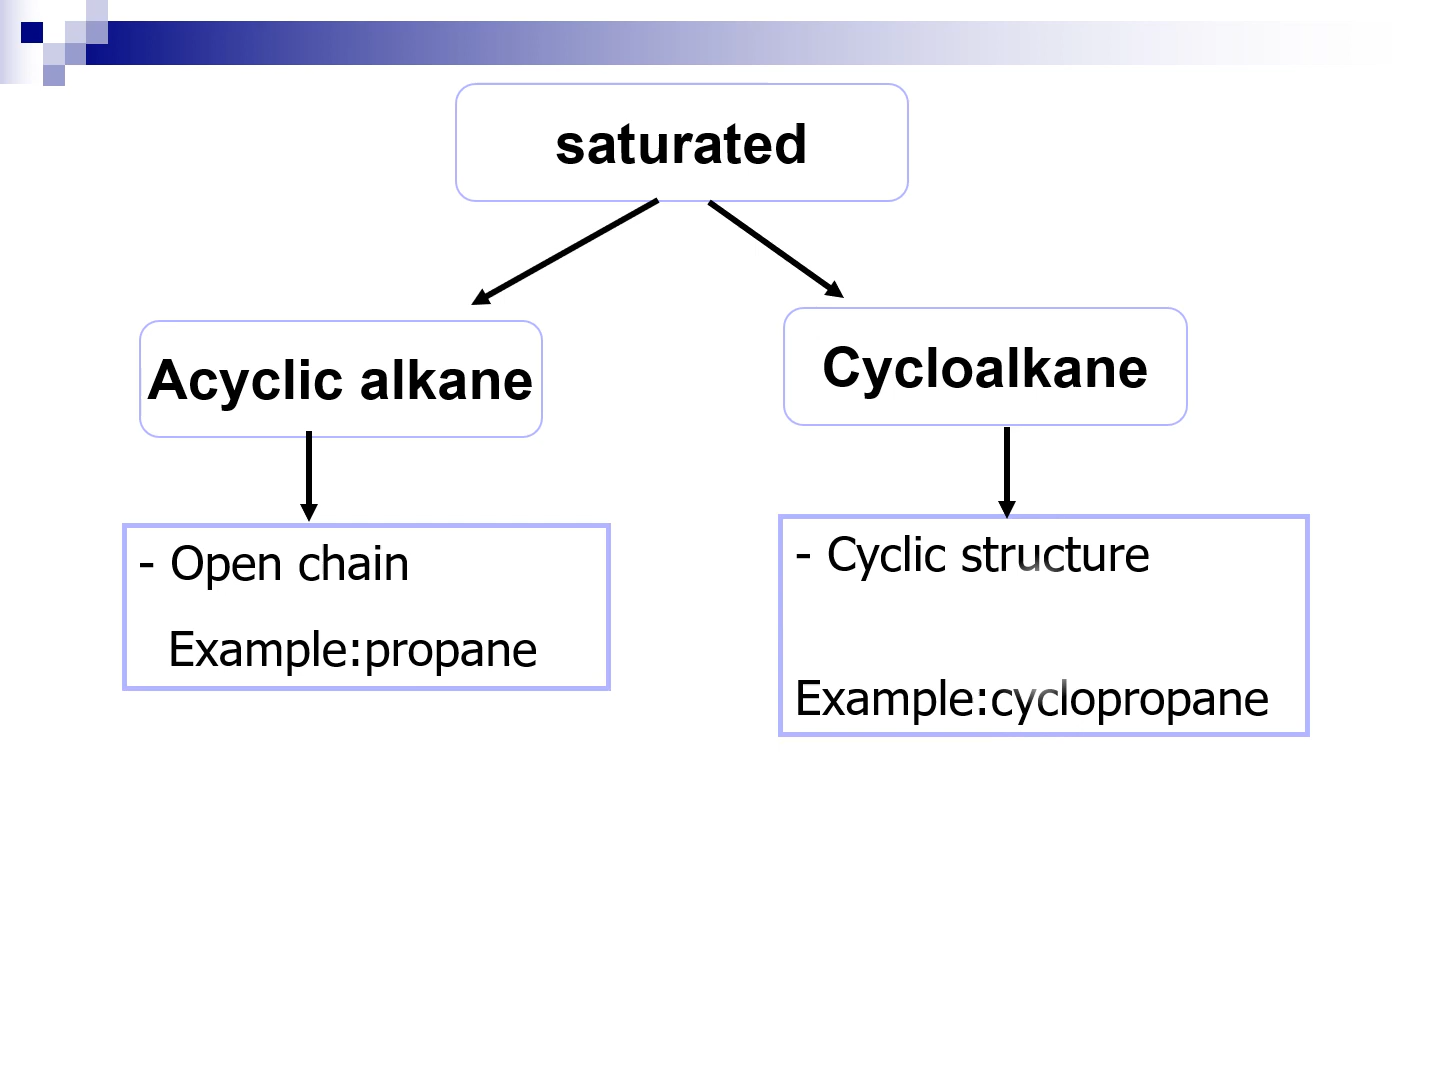 saturated
Acyclic alkane
Cycloalkane
- Open chain
Example:propane
- Cyclic structure
Example:cyclopropane